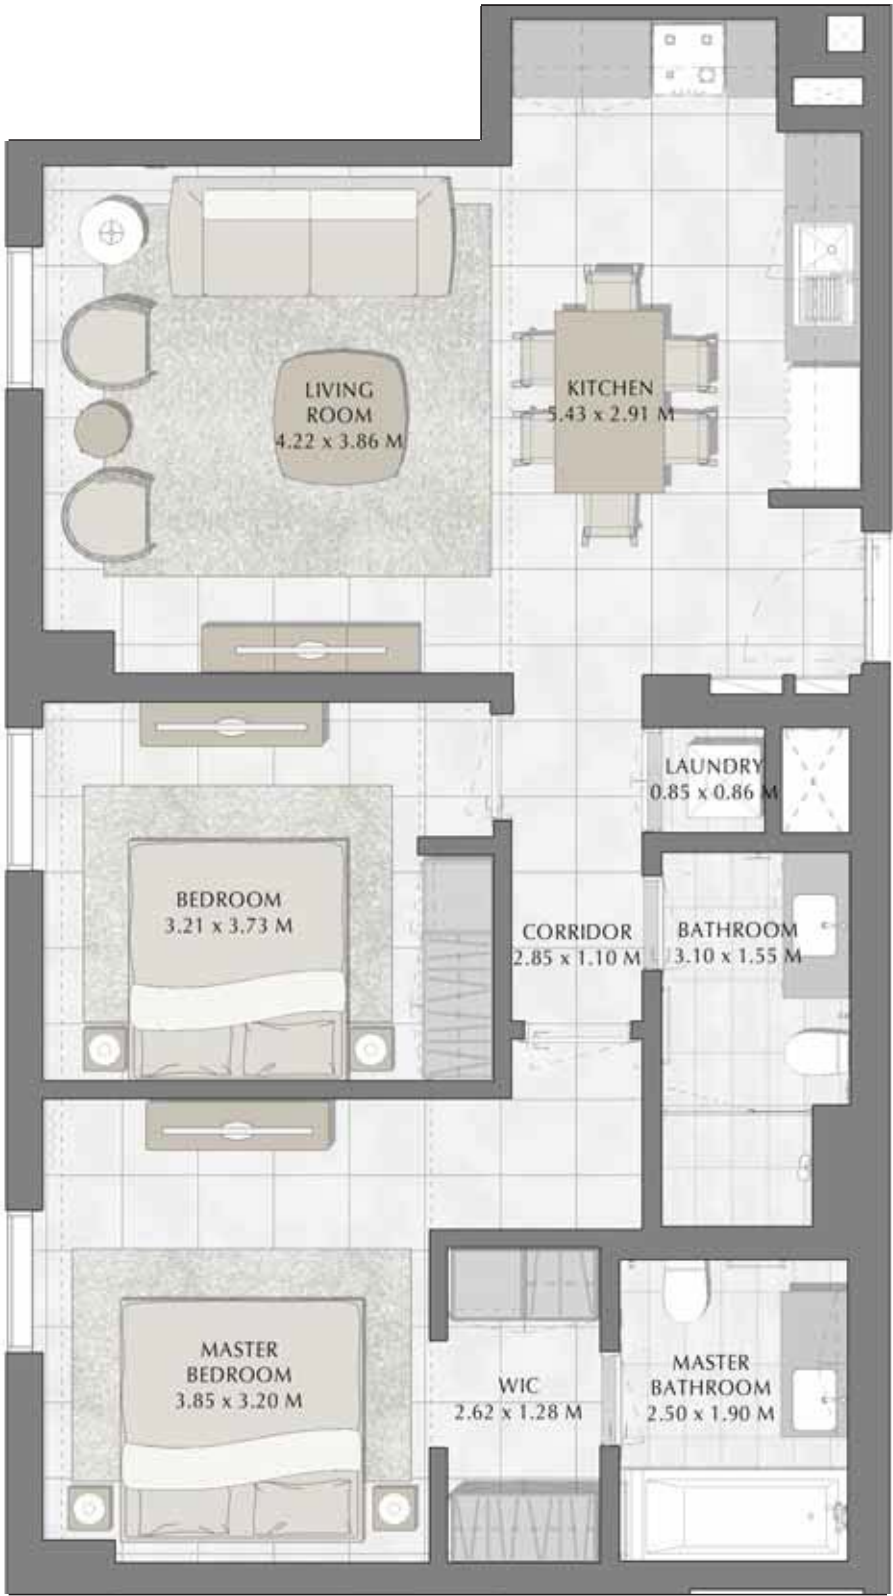 LIVING
ROOM
4.22 x 3.86 M
KITCHEN
5.43 x 2.91 M
LAUNDRY
0.85 x 0.86 M
BEDROOM
3.21 x 3.73 M
CORRIDOR
2.85 x 1.10 M
BATHROOM
3.10 x 1.55 M
MASTER
BEDROOM
3.85 x 3.20 M
WIC
2.62 x 1.28 M
MASTER
BATHROOM
2.50 x 1.90 M